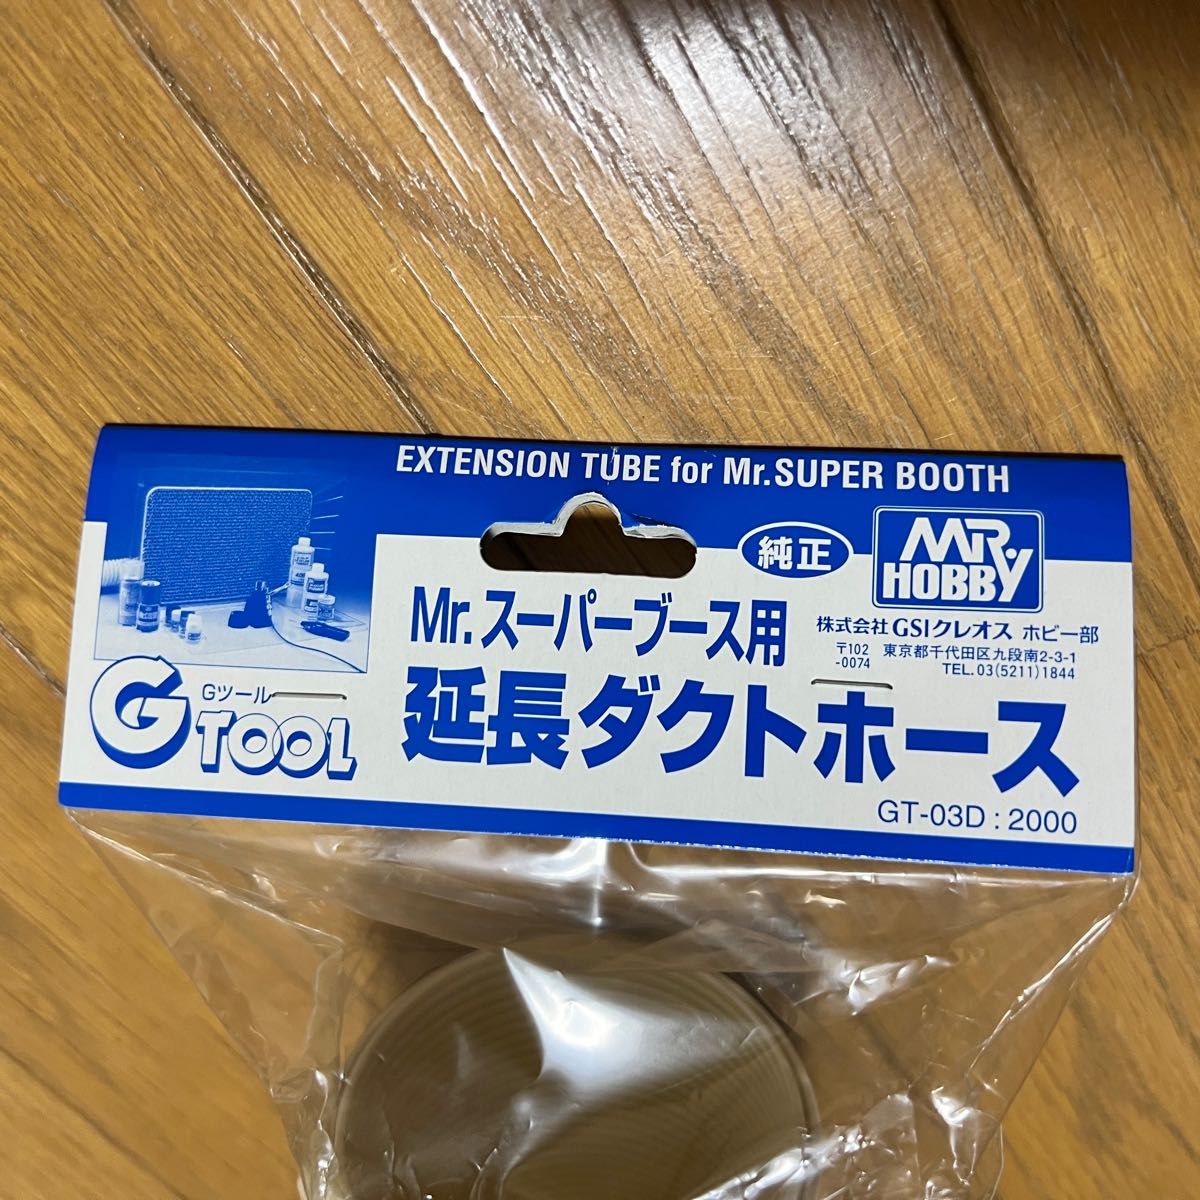 EXTENSION TUBE for Mr.SUPER BOOTH
純正
MR.
HOBBY
Mr.スーパーブース用
株式会社 GSIクレオス ホビー部
〒102-0074 東京都千代田区九段南2-3-1
TEL.03(5211)1844
Gツール
G TOOL
延長ダクトホース
GT-03D : 2000